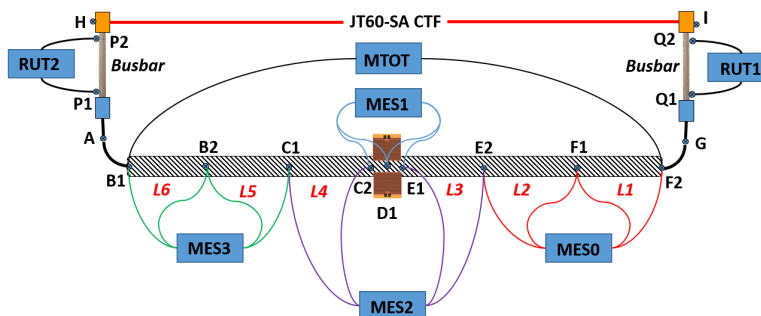 H
JT60-SA CTF
I
P2
Q2
RUT2
Busbar
MTOT
Busbar
RUT1
P1
MES1
Q1
A
B2
C1
E2
F1
G
B1
C2
E1
F2
L6
L5
L4
L3
L2
L1
D1
MES3
MES0
MES2